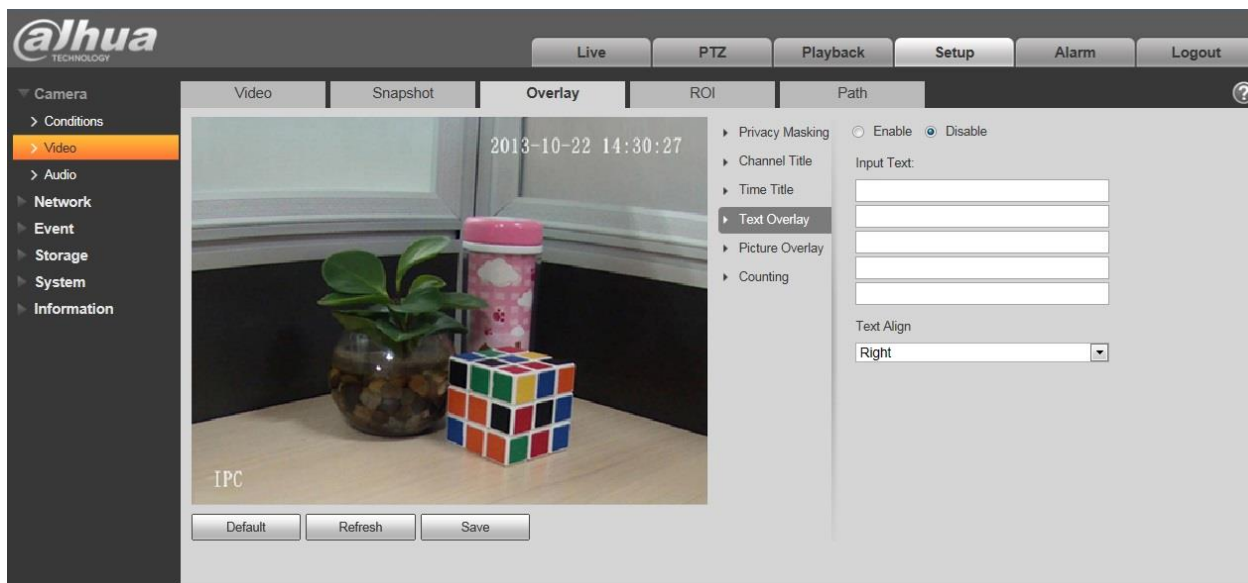 alhua
TECHNOLOGY
Live
PTZ
Playback
Setup
Alarm
Logout
Camera
Conditions
Video
Audio
Network
Event
Storage
System
Information
Video
Snapshot
Overlay
ROI
Path
?
2013-10-22 14:30:27
IPC
Default
Refresh
Save
Privacy Masking
Channel Title
Time Title
Text Overlay
Picture Overlay
Counting
Enable
Disable
Input Text:
Text Align
Right